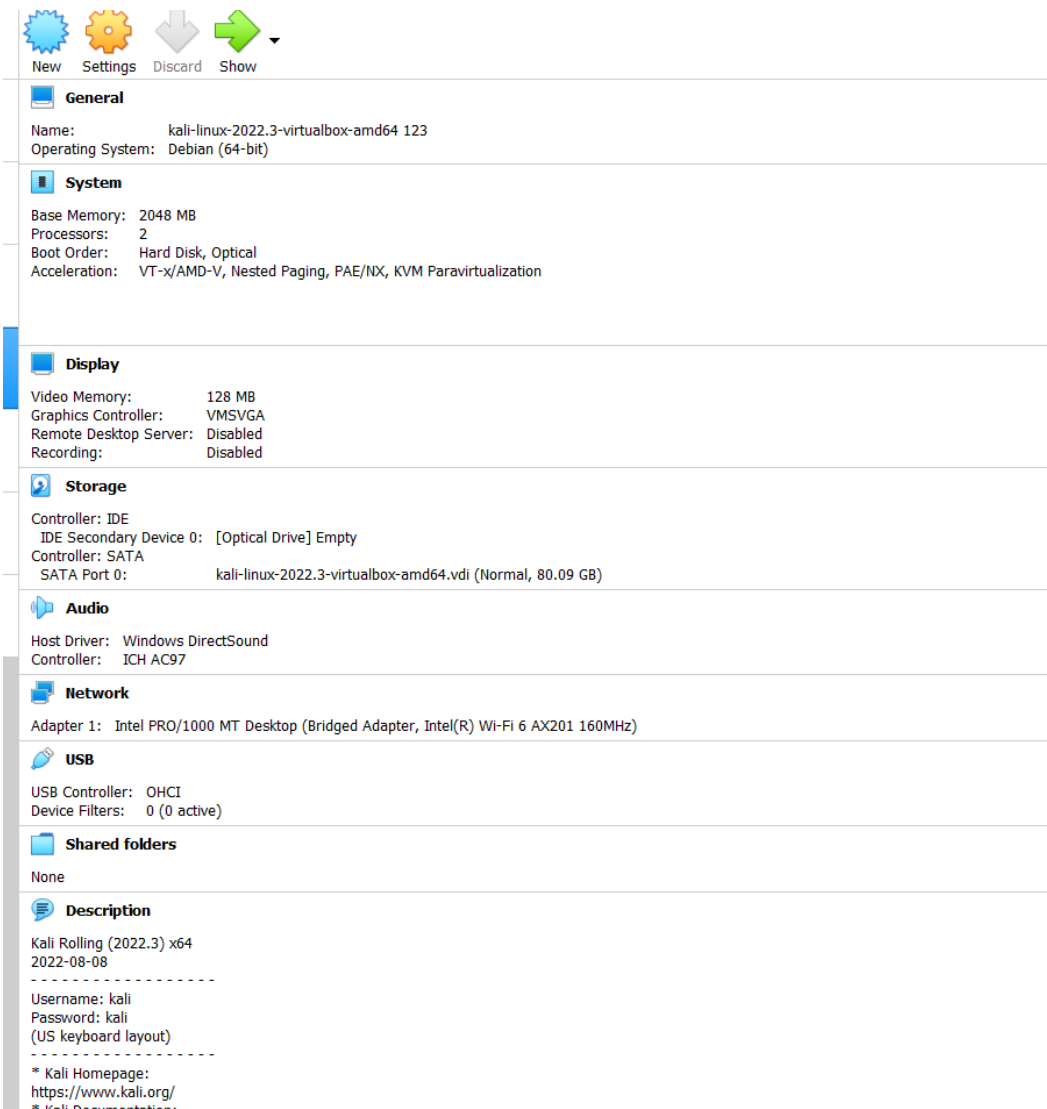 New Settings Discard Show
General
Name: kali-linux-2022.3-virtualbox-amd64 123
Operating System: Debian (64-bit)
System
Base Memory: 2048 MB
Processors: 2
Boot Order: Hard Disk, Optical
Acceleration: VT-x/AMD-V, Nested Paging, PAE/NX, KVM Paravirtualization
Display
Video Memory: 128 MB
Graphics Controller: VMSVGA
Remote Desktop Server: Disabled
Recording: Disabled
Storage
Controller: IDE
IDE Secondary Device 0: [Optical Drive] Empty
Controller: SATA
SATA Port 0: kali-linux-2022.3-virtualbox-amd64.vdi (Normal, 80.09 GB)
Audio
Host Driver: Windows DirectSound
Controller: ICH AC97
Network
Adapter 1: Intel PRO/1000 MT Desktop (Bridged Adapter, Intel(R) Wi-Fi 6 AX201 160MHz)
USB
USB Controller: OHCI
Device Filters: 0 (0 active)
Shared folders
None
Description
Kali Rolling (2022.3) x64
2022-08-08
- - - - - - - - - - - - - - - - - -
Username: kali
Password: kali
(US keyboard layout)
- - - - - - - - - - - - - - - - - -
* Kali Homepage:
https://www.kali.org/
* Kali Documentation: